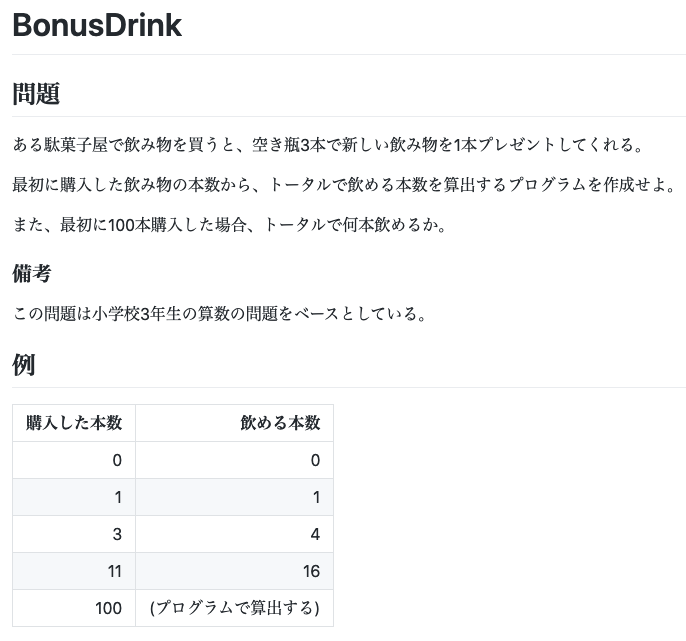 BonusDrink
問題
ある駄菓子屋で飲み物を買うと、空き瓶3本で新しい飲み物を1本プレゼントしてくれる。
最初に購入した飲み物の本数から、トータルで飲める本数を算出するプログラムを作成せよ。
また、最初に100本購入した場合、トータルで何本飲めるか。
備考
この問題は小学校3年生の算数の問題をベースとしている。
例
購入した本数 飲める本数
0 0
1 1
3 4
11 16
100 (プログラムで算出する)